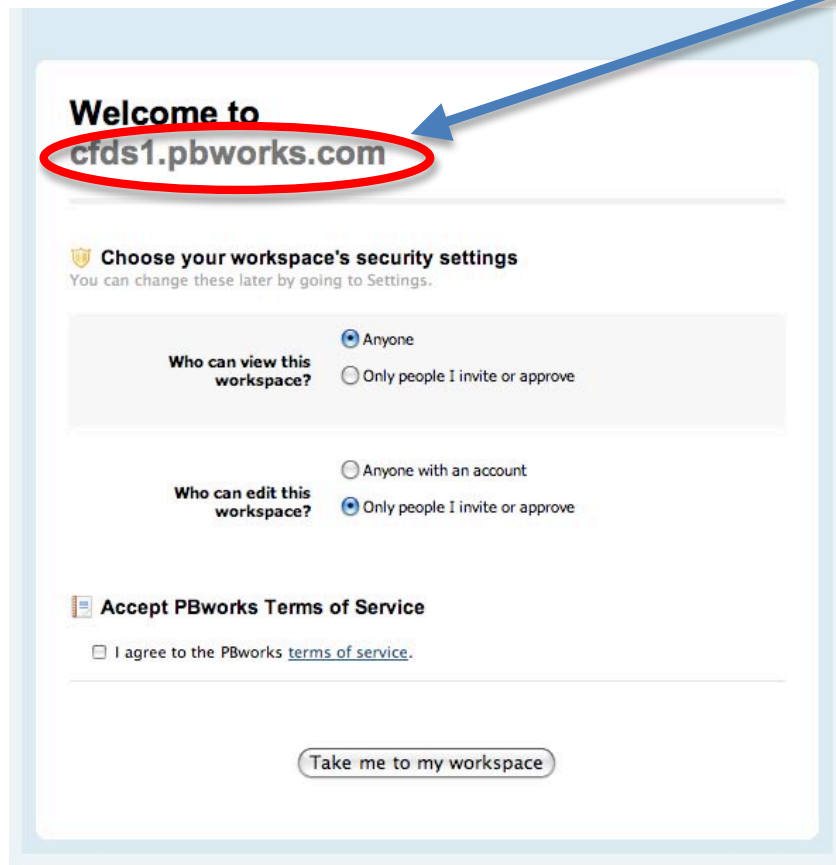 Welcome to
cfds1.pbworks.com
Choose your workspace's security settings
You can change these later by going to Settings.
Who can view this
workspace?
Anyone
Only people I invite or approve
Who can edit this
workspace?
Anyone with an account
Only people I invite or approve
Accept PBworks Terms of Service
I agree to the PBworks terms of service.
Take me to my workspace